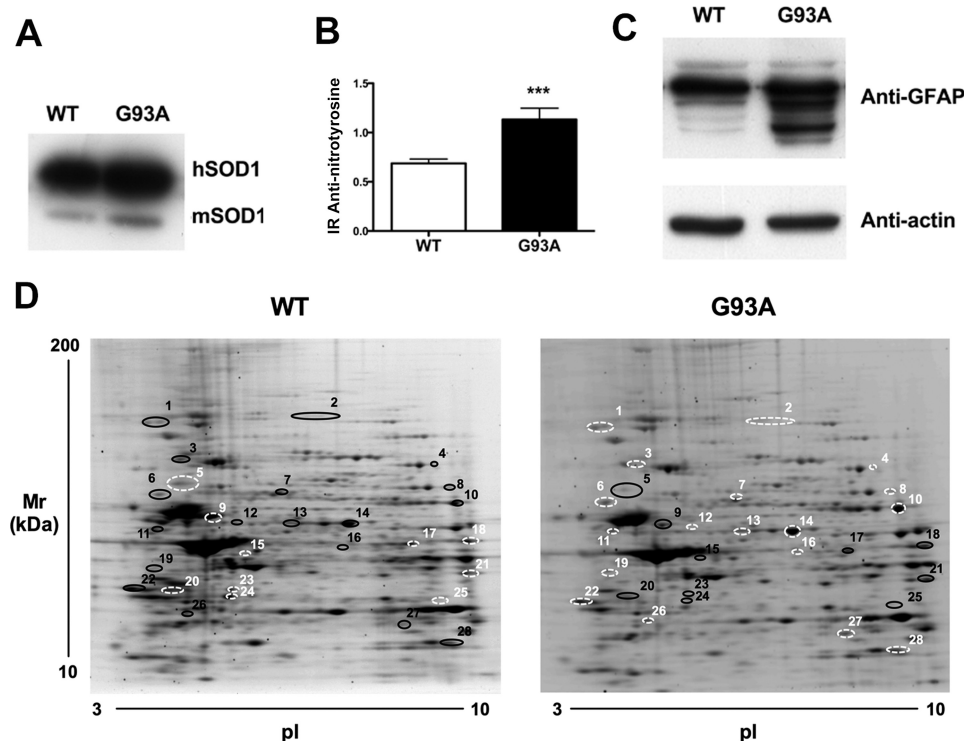 A
WT G93A
hSOD1
mSOD1
B
IR Anti-nitrotyrosine
1.5
1.0
0.5
0.0
***
WT G93A
C
WT G93A
Anti-GFAP
Anti-actin
D
WT
G93A
200
Mr
(kDa)
10
1 2
3 4
5
6 7 8
9 10
11 12 13 14
15 16 17 18
19 20 21
22 23
24 25
26 27
28
3 10
pI
1 2
3 4
5
6 7 8
9 10
11 12 13 14
15 16 17 18
19 20 21
22 23
24 25
26 27
28
3 10
pI